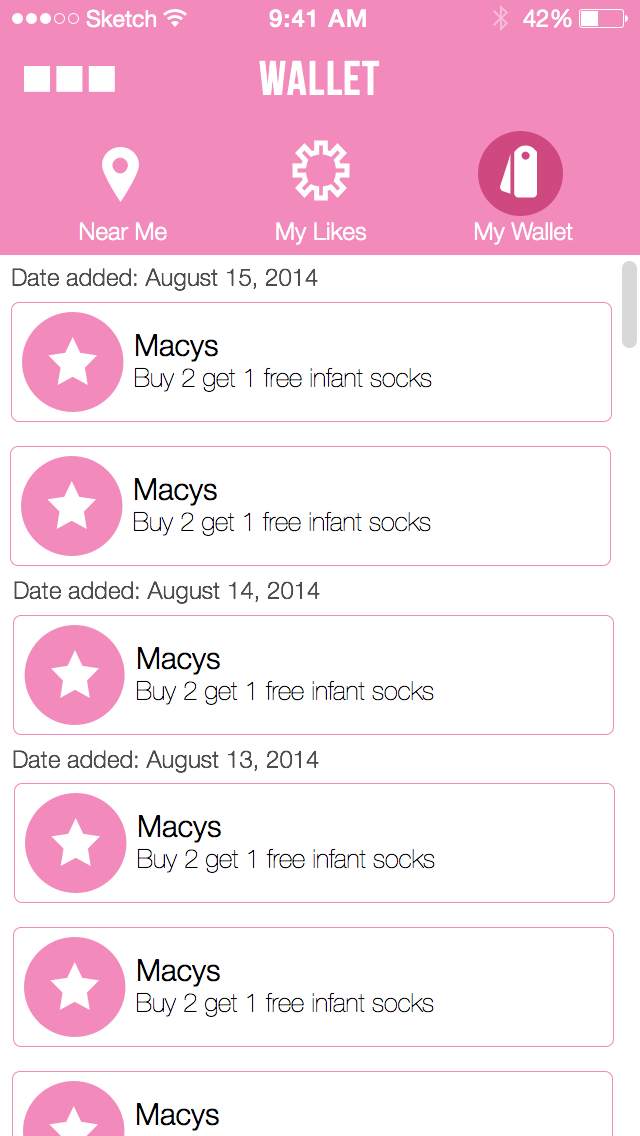 Sketch 9:41 AM 42%
WALLET
Near Me My Likes My Wallet
Date added: August 15, 2014
Macys
Buy 2 get 1 free infant socks
Macys
Buy 2 get 1 free infant socks
Date added: August 14, 2014
Macys
Buy 2 get 1 free infant socks
Date added: August 13, 2014
Macys
Buy 2 get 1 free infant socks
Macys
Buy 2 get 1 free infant socks
Macys